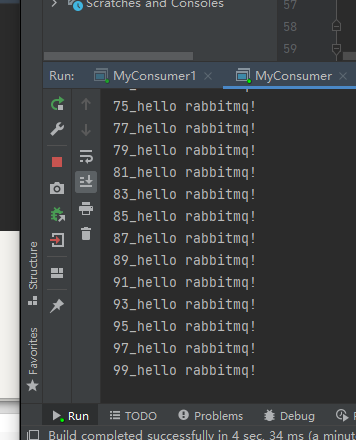 Scratches and Consoles
57
58
59
Run: MyConsumer1 × MyConsumer ×
75_hello rabbitmq!
77_hello rabbitmq!
79_hello rabbitmq!
81_hello rabbitmq!
83_hello rabbitmq!
85_hello rabbitmq!
87_hello rabbitmq!
89_hello rabbitmq!
91_hello rabbitmq!
93_hello rabbitmq!
95_hello rabbitmq!
97_hello rabbitmq!
99_hello rabbitmq!
Structure
Favorites
Run TODO Problems Debug
Build completed successfully in 4 sec, 34 ms (a minut